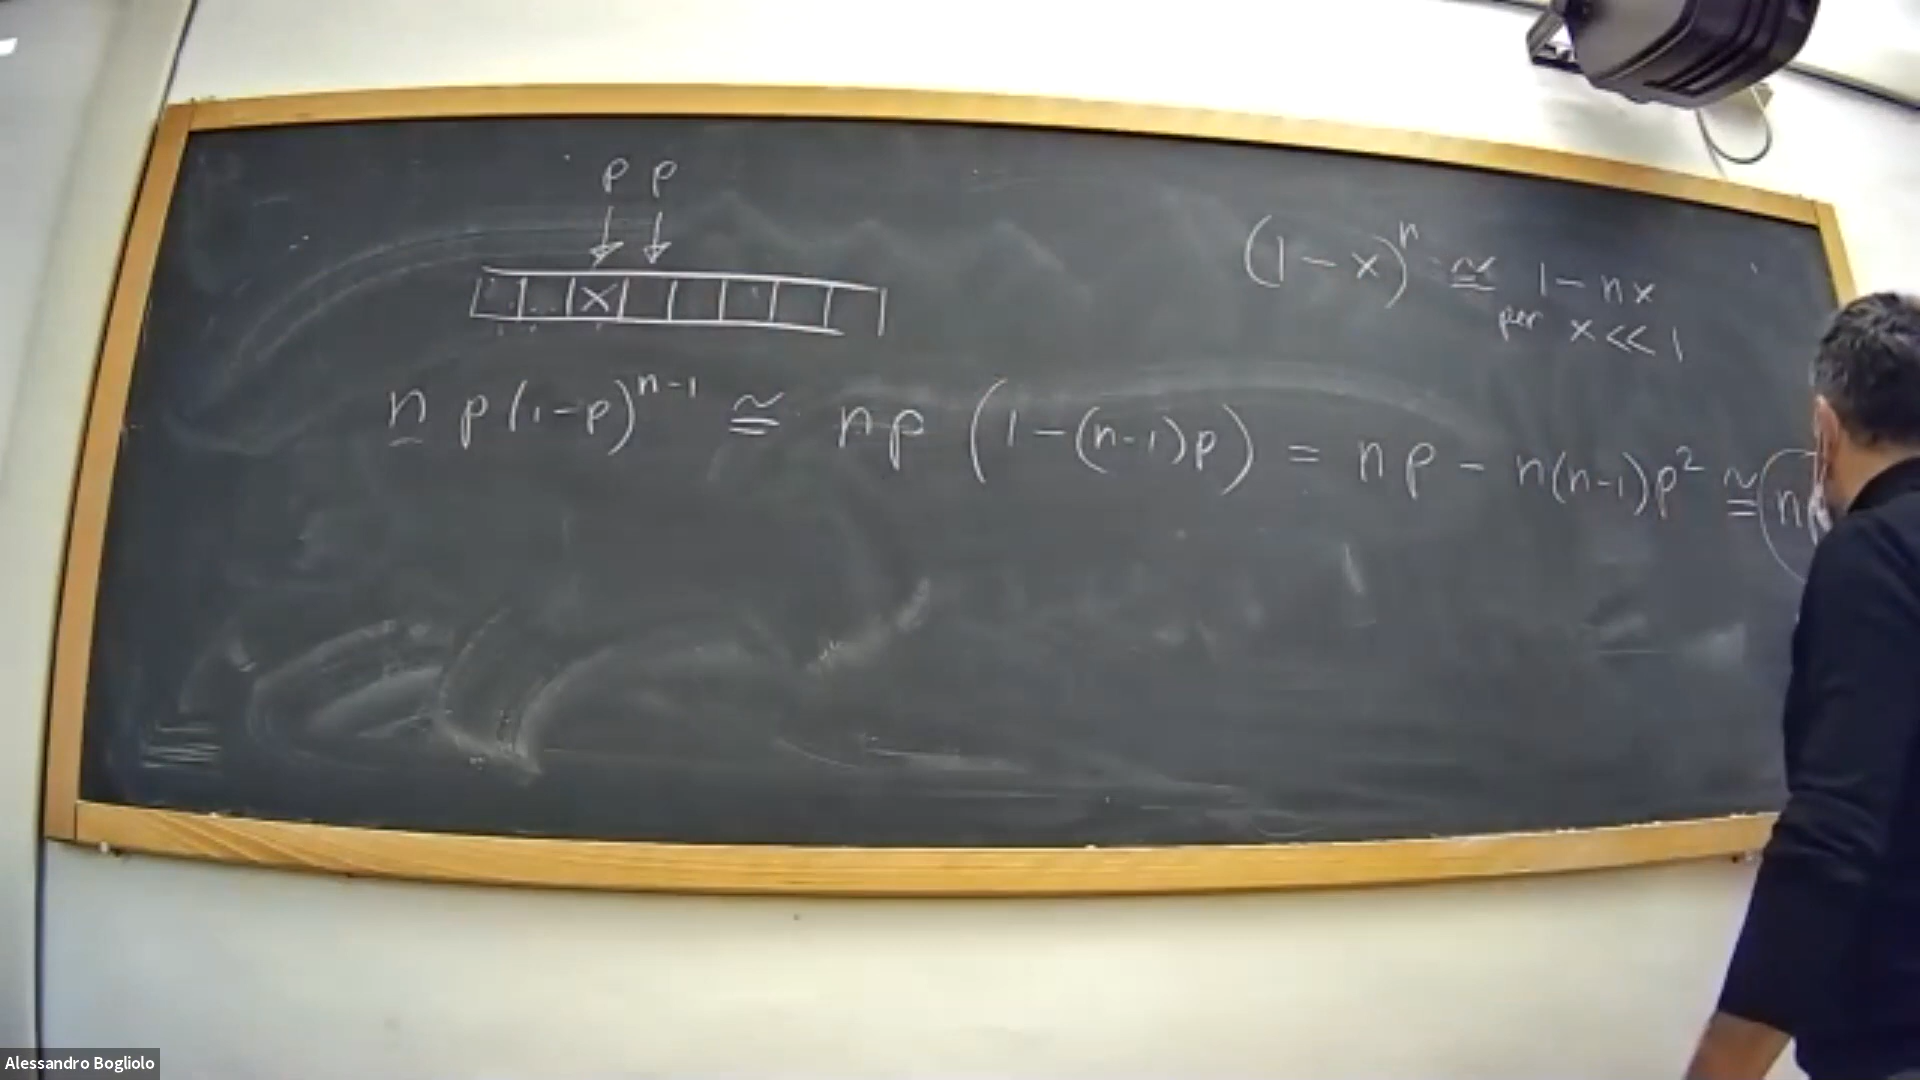 p p
(1-x)^n ≅ 1-nx
per x<<1
X
n p(1-p)^{n-1} ≅ np (1-(n-1)p) = np - n(n-1)p² ≅ n
Alessandro Bogliolo